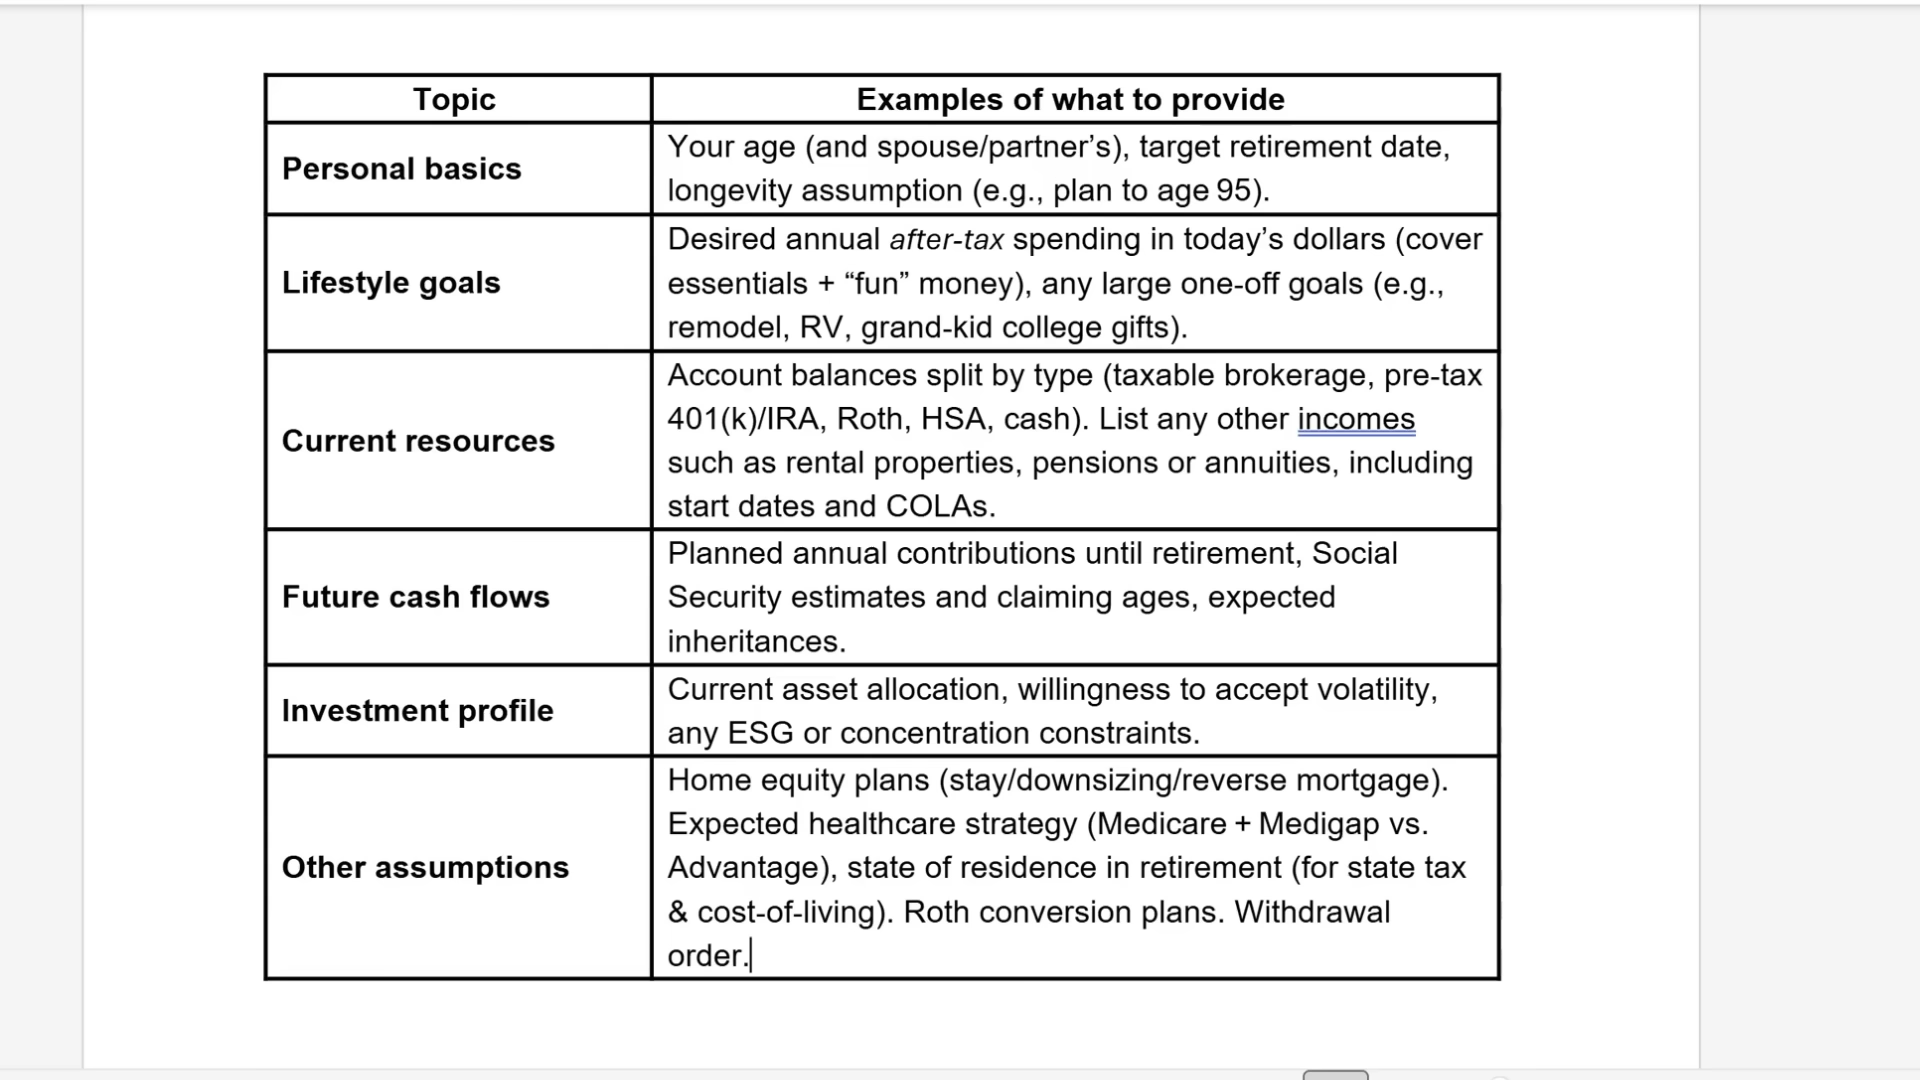 Topic
Examples of what to provide
Personal basics
Your age (and spouse/partner’s), target retirement date,
longevity assumption (e.g., plan to age 95).
Lifestyle goals
Desired annual after-tax spending in today’s dollars (cover
essentials + “fun” money), any large one-off goals (e.g.,
remodel, RV, grand-kid college gifts).
Current resources
Account balances split by type (taxable brokerage, pre-tax
401(k)/IRA, Roth, HSA, cash). List any other incomes
such as rental properties, pensions or annuities, including
start dates and COLAs.
Future cash flows
Planned annual contributions until retirement, Social
Security estimates and claiming ages, expected
inheritances.
Investment profile
Current asset allocation, willingness to accept volatility,
any ESG or concentration constraints.
Other assumptions
Home equity plans (stay/downsizing/reverse mortgage).
Expected healthcare strategy (Medicare + Medigap vs.
Advantage), state of residence in retirement (for state tax
& cost-of-living). Roth conversion plans. Withdrawal
order.